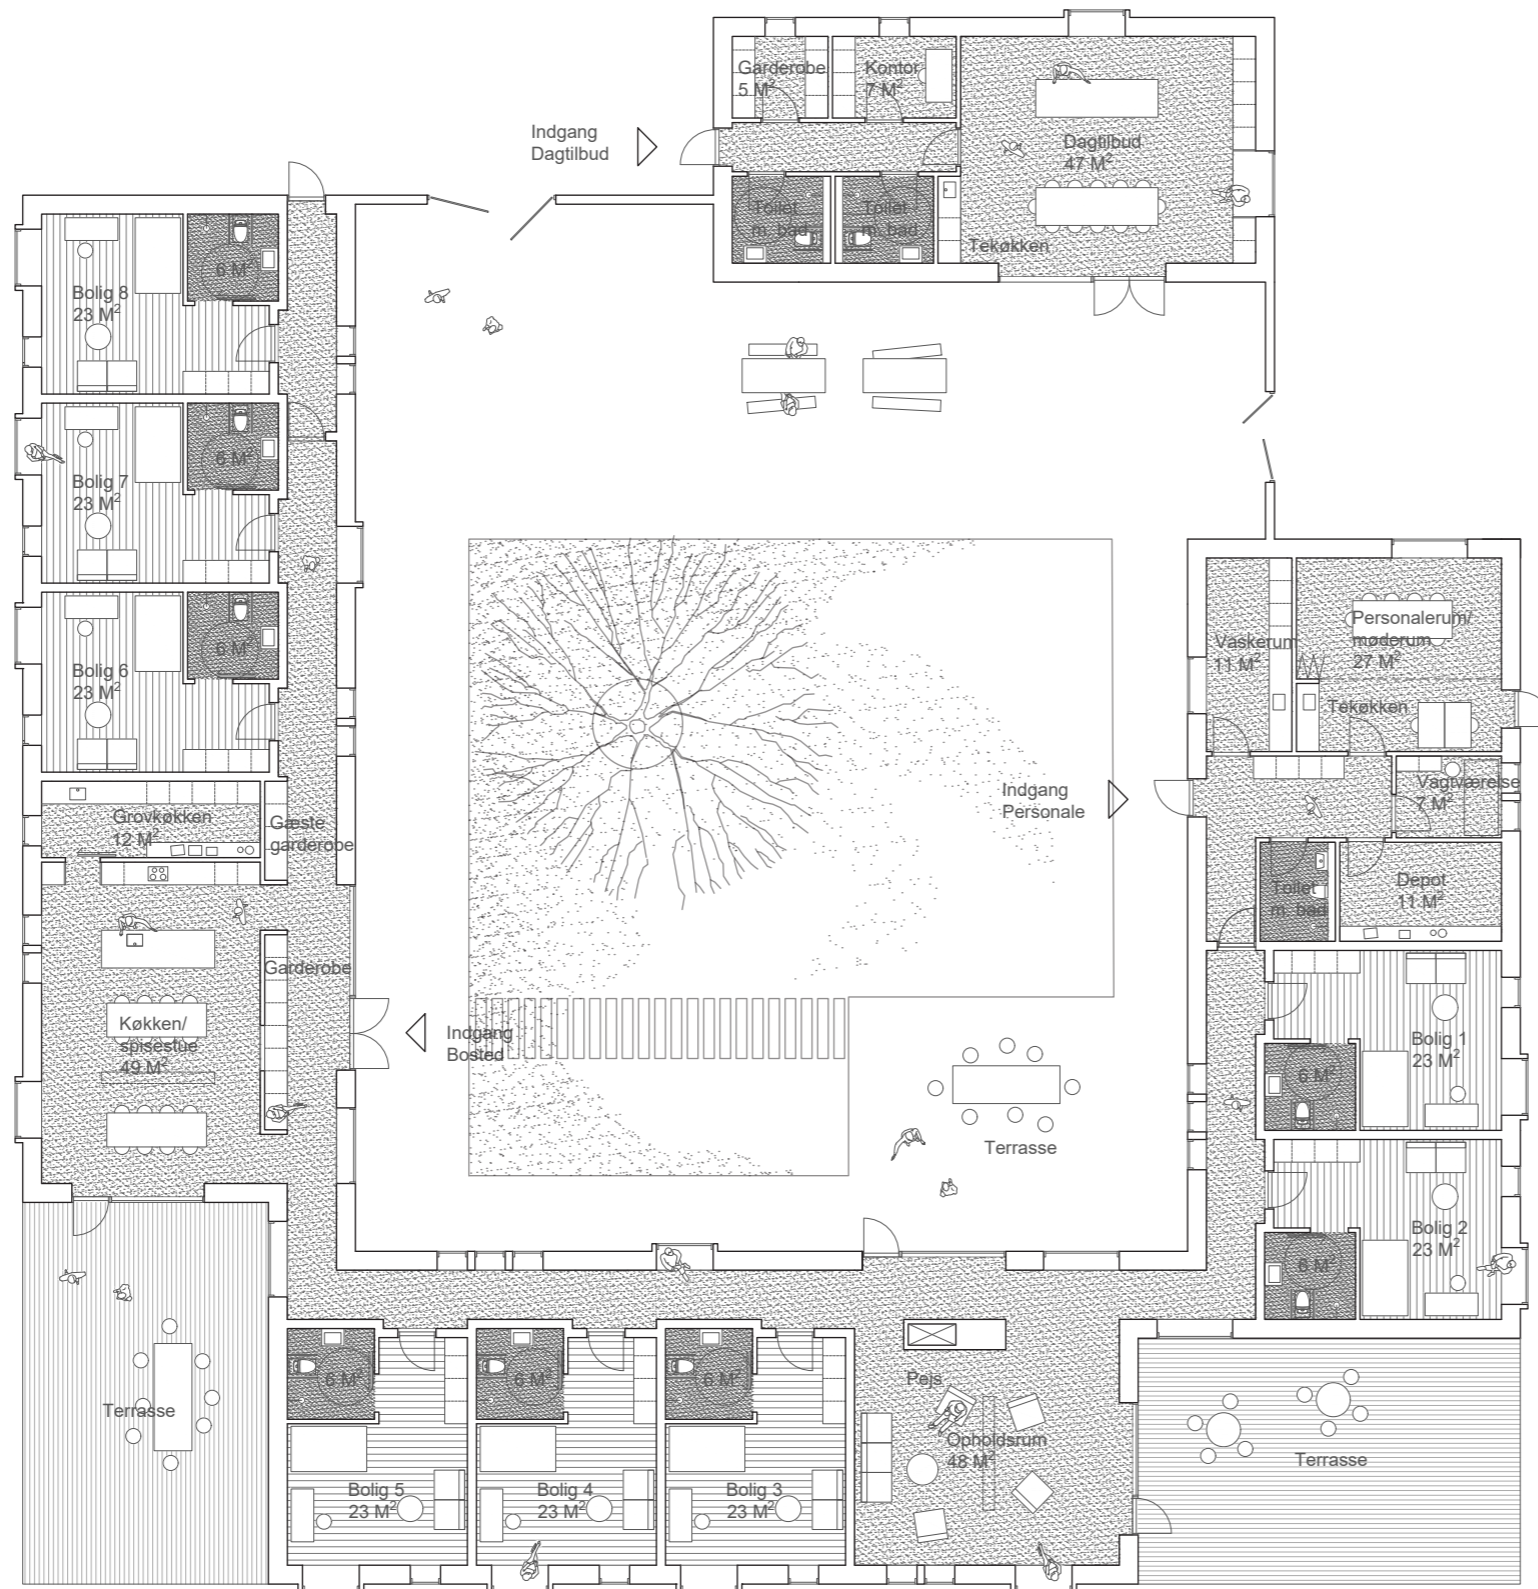 Garderobe
5 M²
Kontor
7 M²
Indgang
Dagtilbud
Dagtilbud
47 M²
Toilet
m. bad
Toilet
m. bad
Tekøkken
6 M²
Bolig 8
23 M²
6 M²
Bolig 7
23 M²
6 M²
Bolig 6
23 M²
Vaskerum
11 M²
Personalerum/
møderum
27 M²
Tekøkken
Indgang
Personale
Vagtværelse
7 M²
Grovkøkken
12 M²
Gæste
garderobe
Toilet
m. bad
Depot
11 M²
Garderobe
Køkken/
spisestue
49 M²
Indgang
Bosted
Bolig 1
23 M²
6 M²
Terrasse
Bolig 2
23 M²
6 M²
6 M²
6 M²
6 M²
Pejs
Terrasse
Opholdsrum
48 M²
Terrasse
Bolig 5
23 M²
Bolig 4
23 M²
Bolig 3
23 M²